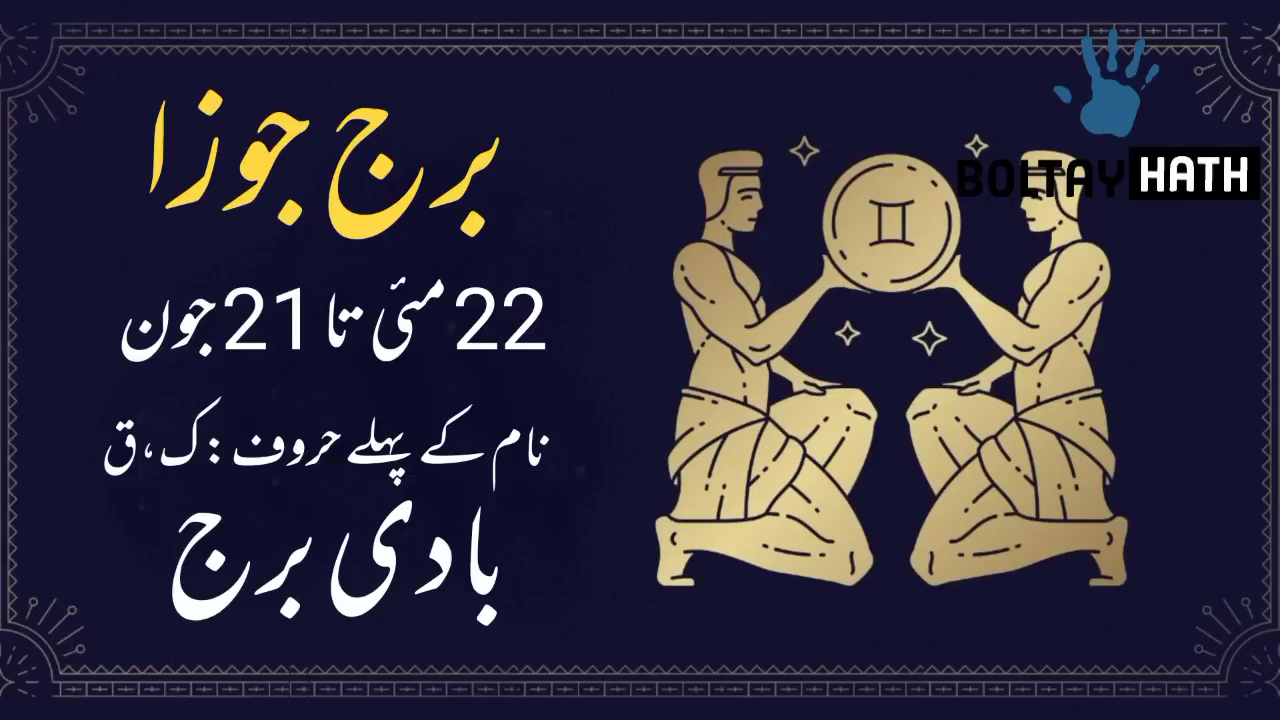 برج جوزا
22 مئی تا 21 جون
نام کے پہلے حروف : ک، ق
بادی برج
BOLTAY HATH